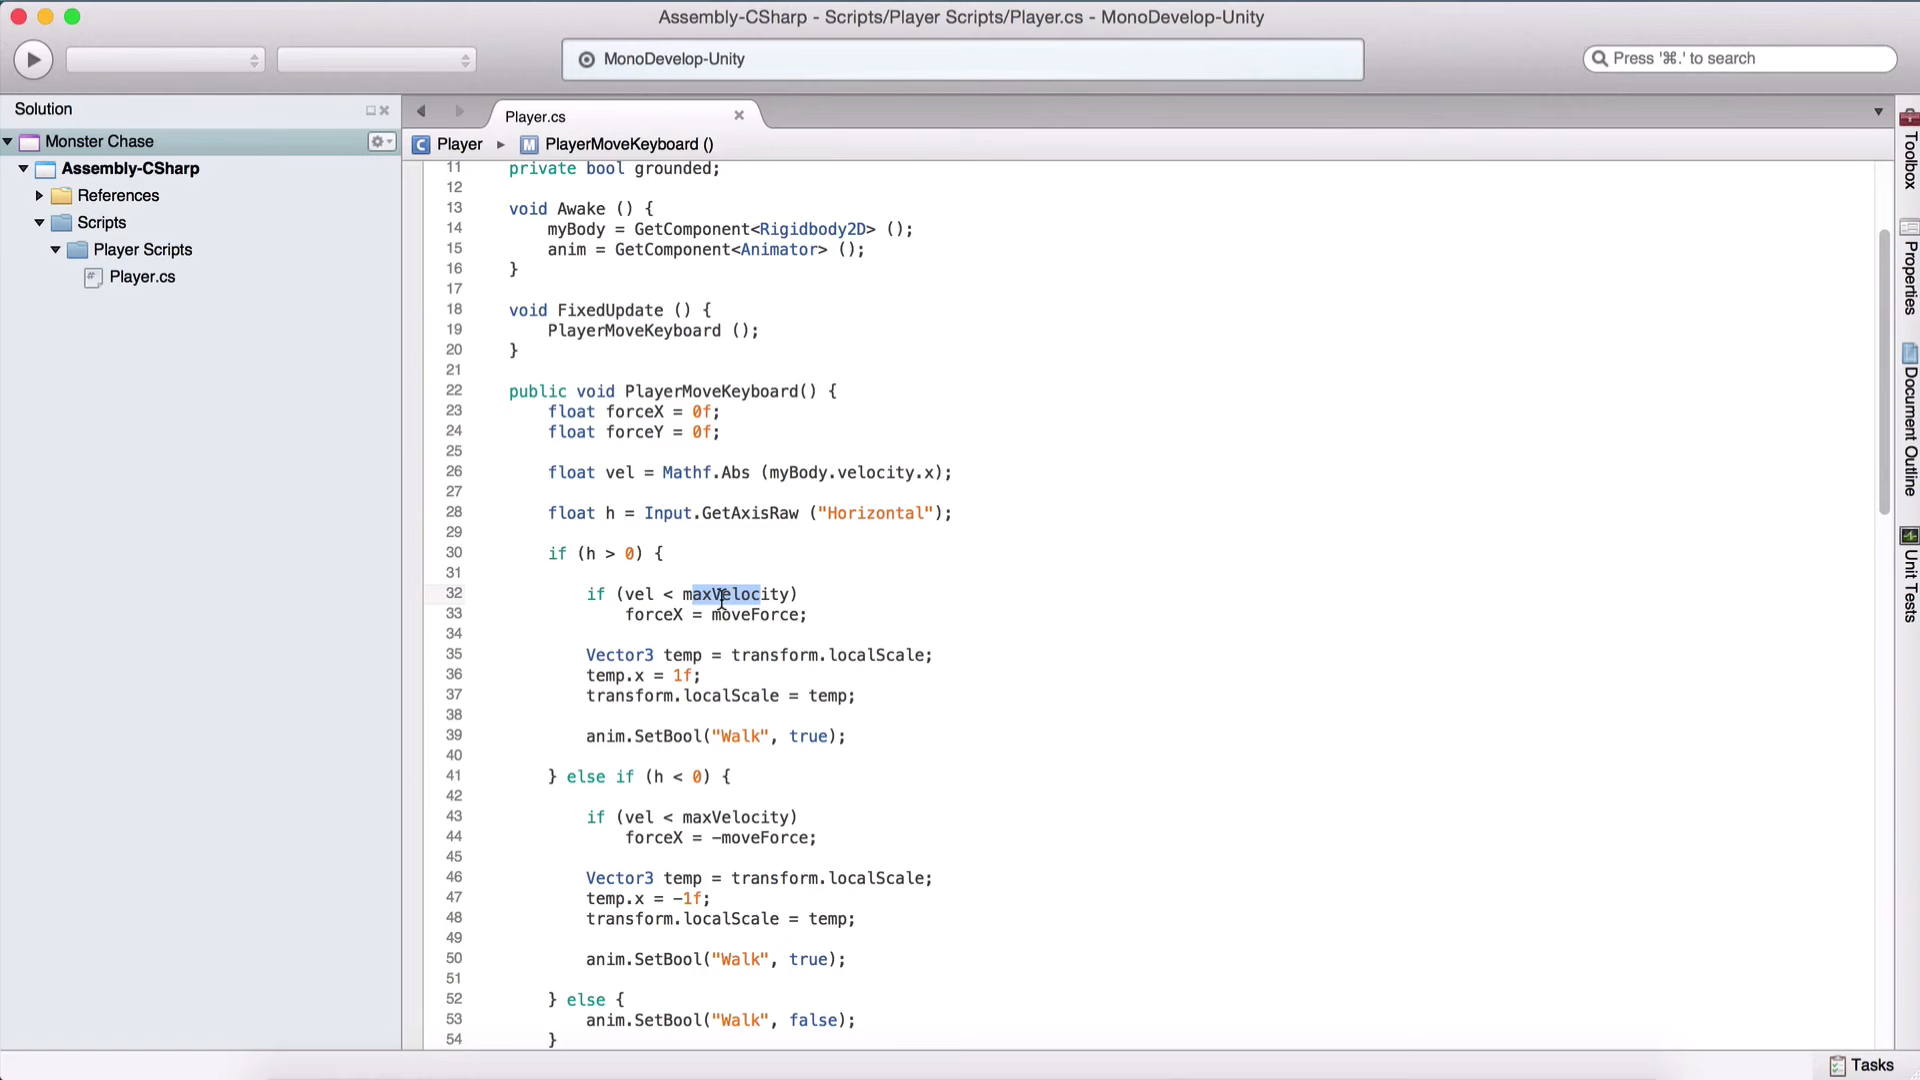 Assembly-CSharp - Scripts/Player Scripts/Player.cs - MonoDevelop-Unity
MonoDevelop-Unity
Press '⌘.' to search
Solution
Monster Chase
Assembly-CSharp
References
Scripts
Player Scripts
Player.cs
Player.cs
C Player ▸ M PlayerMoveKeyboard ()
11 private bool grounded;
12
13 void Awake () {
14 myBody = GetComponent<Rigidbody2D> ();
15 anim = GetComponent<Animator> ();
16 }
17
18 void FixedUpdate () {
19 PlayerMoveKeyboard ();
20 }
21
22 public void PlayerMoveKeyboard() {
23 float forceX = 0f;
24 float forceY = 0f;
25
26 float vel = Mathf.Abs (myBody.velocity.x);
27
28 float h = Input.GetAxisRaw ("Horizontal");
29
30 if (h > 0) {
31
32 if (vel < maxVelocity)
33 forceX = moveForce;
34
35 Vector3 temp = transform.localScale;
36 temp.x = 1f;
37 transform.localScale = temp;
38
39 anim.SetBool("Walk", true);
40
41 } else if (h < 0) {
42
43 if (vel < maxVelocity)
44 forceX = -moveForce;
45
46 Vector3 temp = transform.localScale;
47 temp.x = -1f;
48 transform.localScale = temp;
49
50 anim.SetBool("Walk", true);
51
52 } else {
53 anim.SetBool("Walk", false);
54 }
Toolbox
Properties
Document Outline
Unit Tests
Tasks